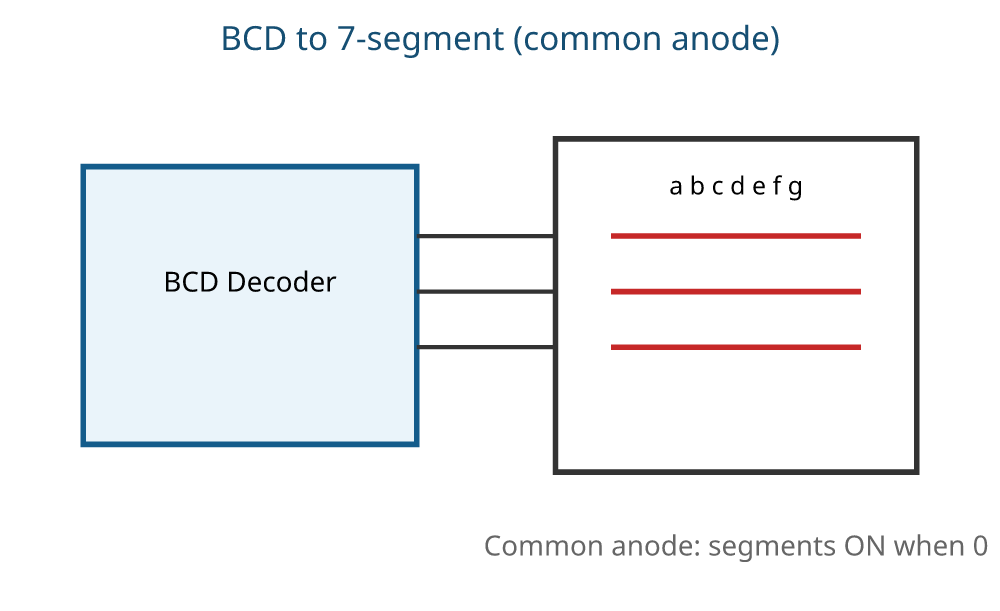 BCD to 7-segment (common anode)
a b c d e f g
BCD Decoder
Common anode: segments ON when 0